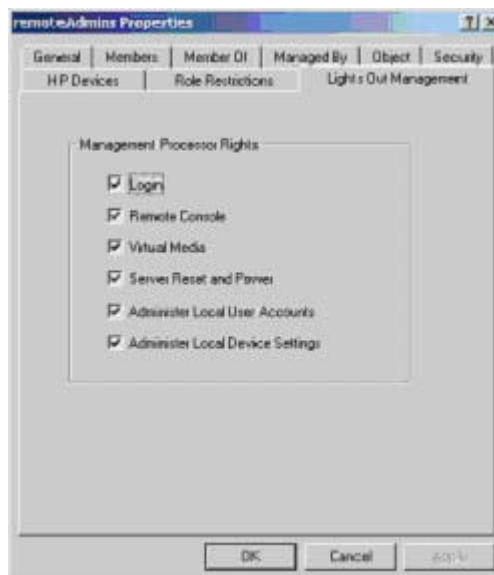 remoteAdmins Properties
General Members Member Of Managed By Object Security
HP Devices Role Restrictions Lights Out Management
Management Processor Rights
Login
Remote Console
Virtual Media
Server Reset and Power
Administer Local User Accounts
Administer Local Device Settings
OK Cancel Apply